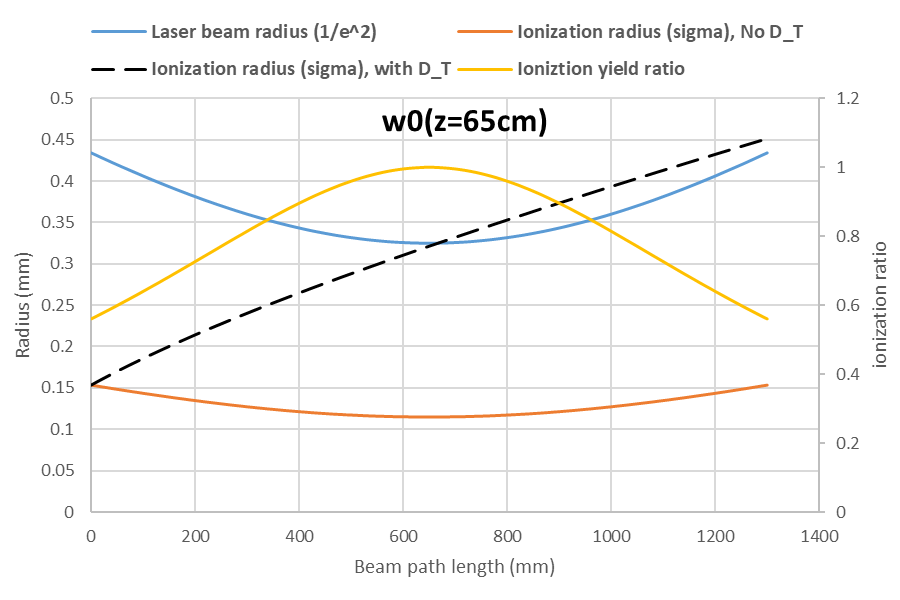 Laser beam radius (1/e^2) Ionization radius (sigma), No D_T
Ionization radius (sigma), with D_T Ioniztion yield ratio
w0(z=65cm)
0.5 1.2
0.45
0.4 1
0.35
0.3 0.8
0.25 0.6
0.2
0.15 0.4
0.1 0.2
0.05
0 0
Radius (mm)
ionization ratio
0 200 400 600 800 1000 1200 1400
Beam path length (mm)